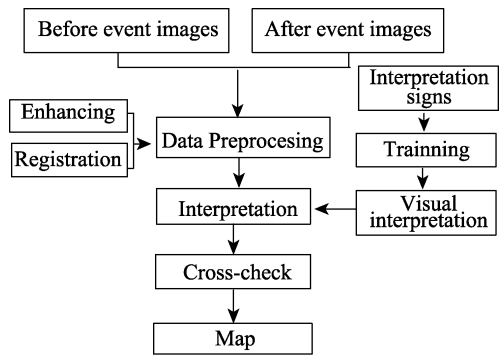 Before event images
After event images
Interpretation
signs
Enhancing
Registration
Data Preprocesing
Trainning
Interpretation
Visual
interpretation
Cross-check
Map